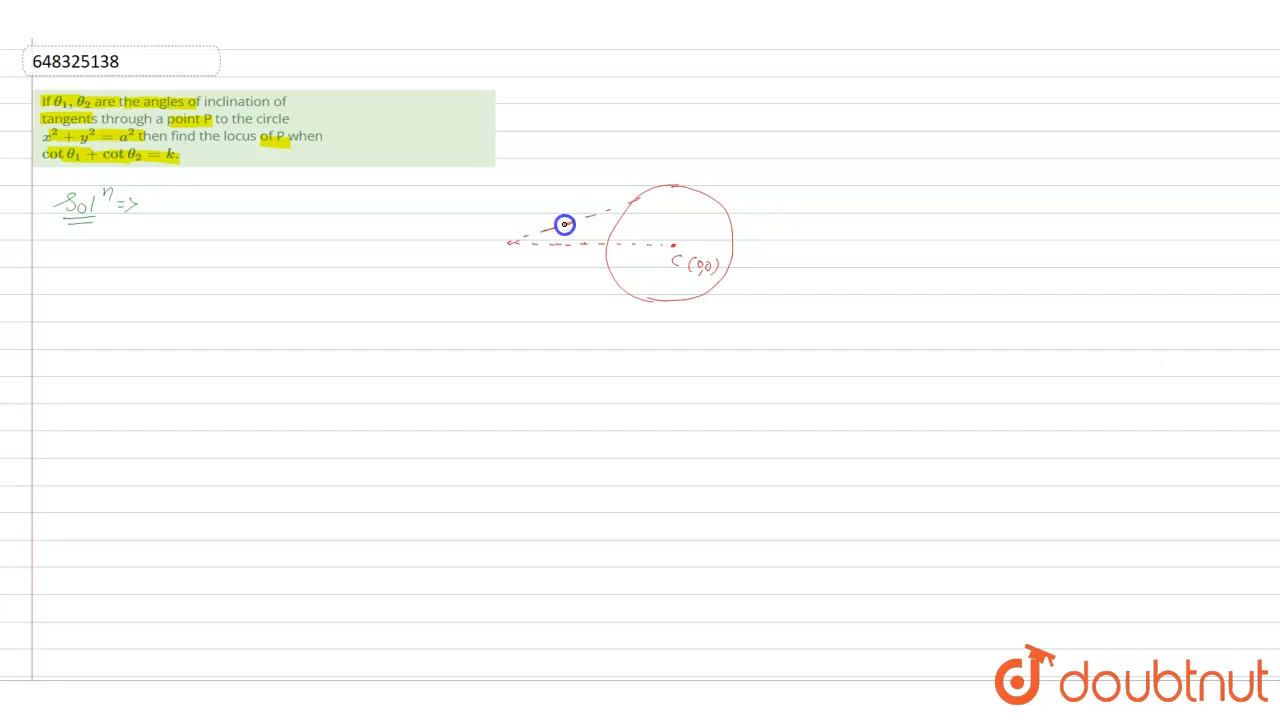 648325138
If θ₁, θ₂ are the angles of inclination of
tangents through a point P to the circle
x² + y² = a² then find the locus of P when
cot θ₁ + cot θ₂ = k.
Solⁿ =>
C (0,0)
doubtnut